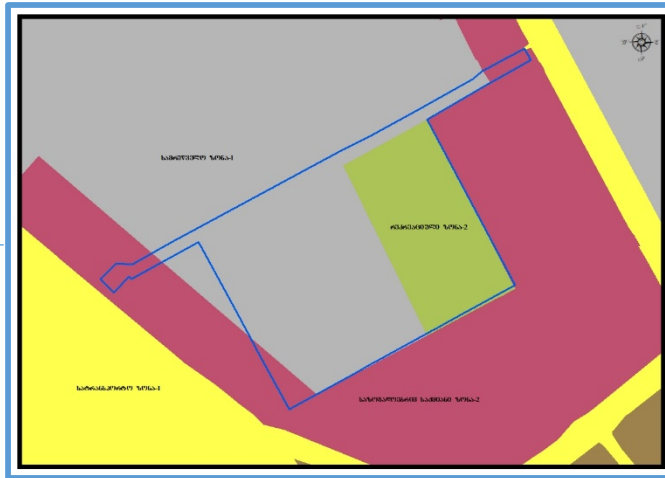 სამრეწველო ზონა-1
რეკრეაციული ზონა-2
სატრანსპორტო ზონა-1
საზოგადოებრივ საქმიანი ზონა-2